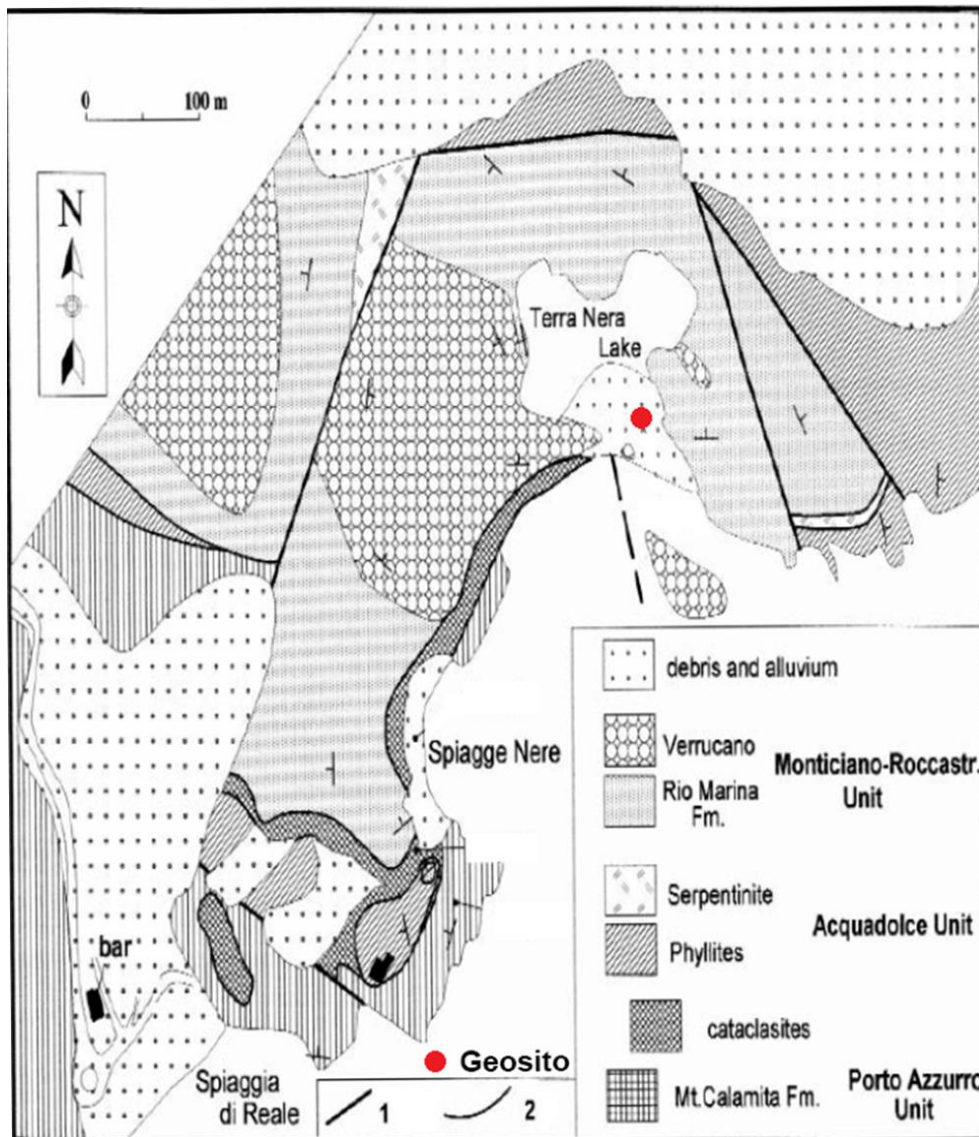 0 100 m
N
Terra Nera
Lake
Spiagge Nere
bar
Spiaggia
di Reale
Geosito
1 2
debris and alluvium
Verrucano
Rio Marina
Fm.
Monticiano-Roccastr.
Unit
Serpentinite
Phyllites
Acquadolce Unit
cataclasites
Mt.Calamita Fm.
Porto Azzurro
Unit